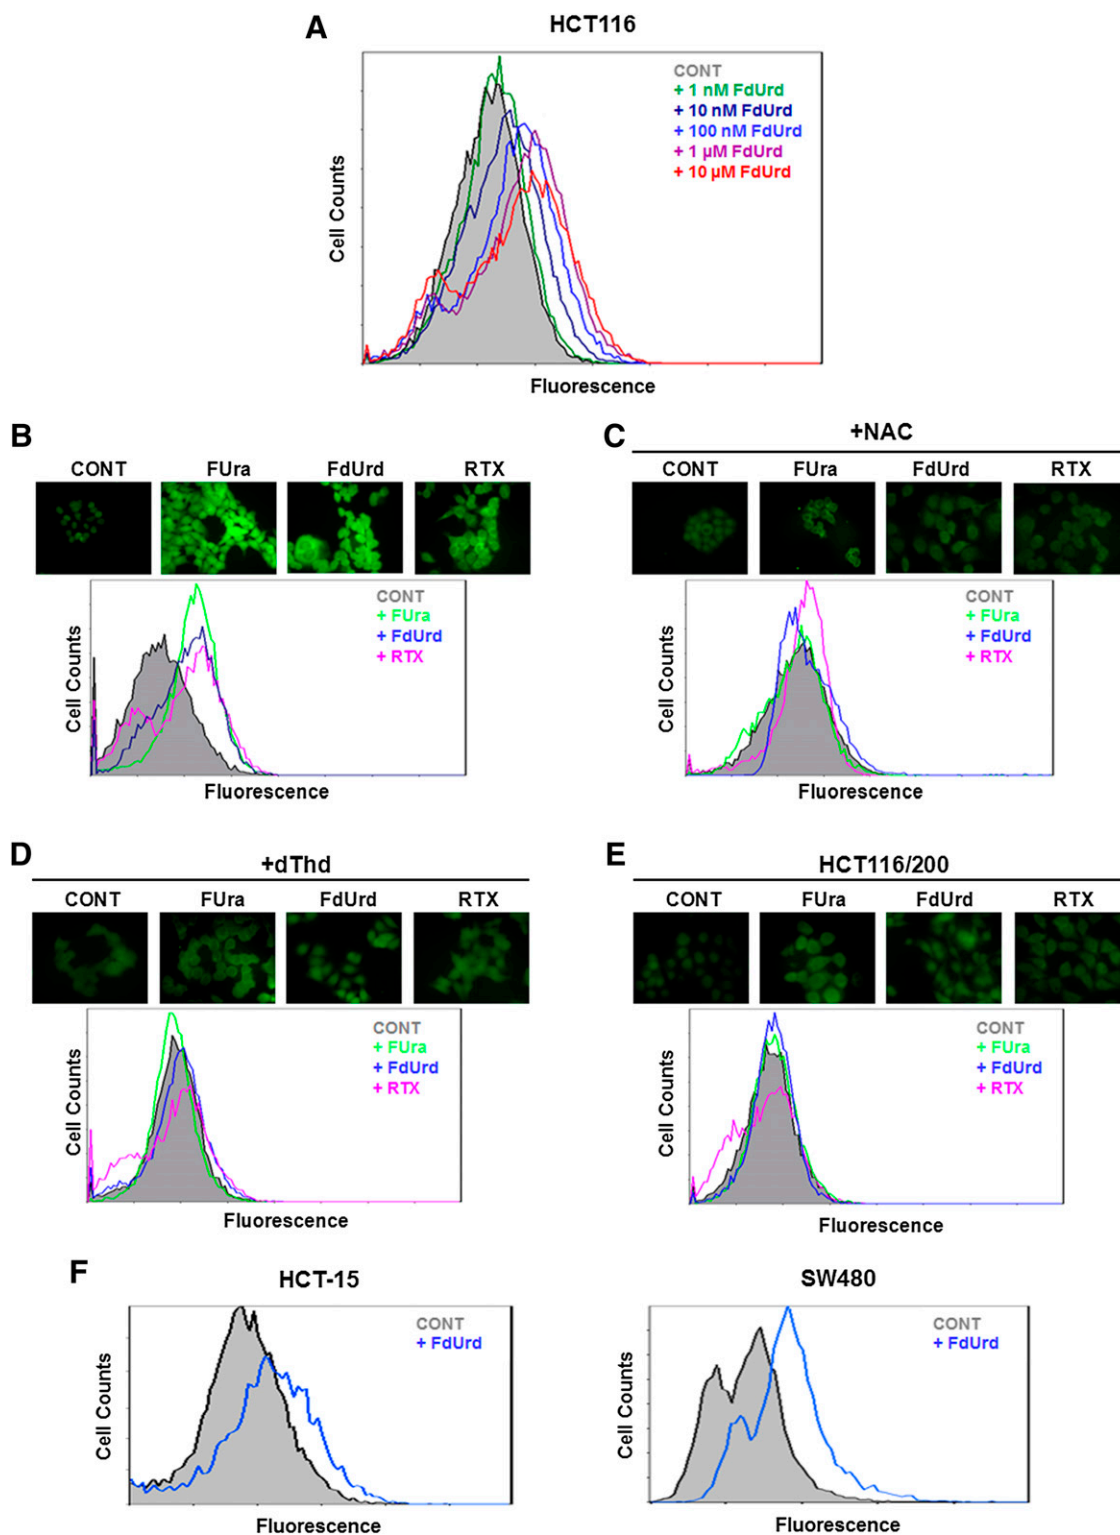 A
HCT116
CONT
+ 1 nM FdUrd
+ 10 nM FdUrd
+ 100 nM FdUrd
+ 1 µM FdUrd
+ 10 µM FdUrd
Cell Counts
Fluorescence
B
CONT FUra FdUrd RTX
CONT
+ FUra
+ FdUrd
+ RTX
Cell Counts
Fluorescence
C
+NAC
CONT FUra FdUrd RTX
CONT
+ FUra
+ FdUrd
+ RTX
Cell Counts
Fluorescence
D
+dThd
CONT FUra FdUrd RTX
CONT
+ FUra
+ FdUrd
+ RTX
Cell Counts
Fluorescence
E
HCT116/200
CONT FUra FdUrd RTX
CONT
+ FUra
+ FdUrd
+ RTX
Cell Counts
Fluorescence
F
HCT-15
CONT
+ FdUrd
Cell Counts
Fluorescence
SW480
CONT
+ FdUrd
Cell Counts
Fluorescence